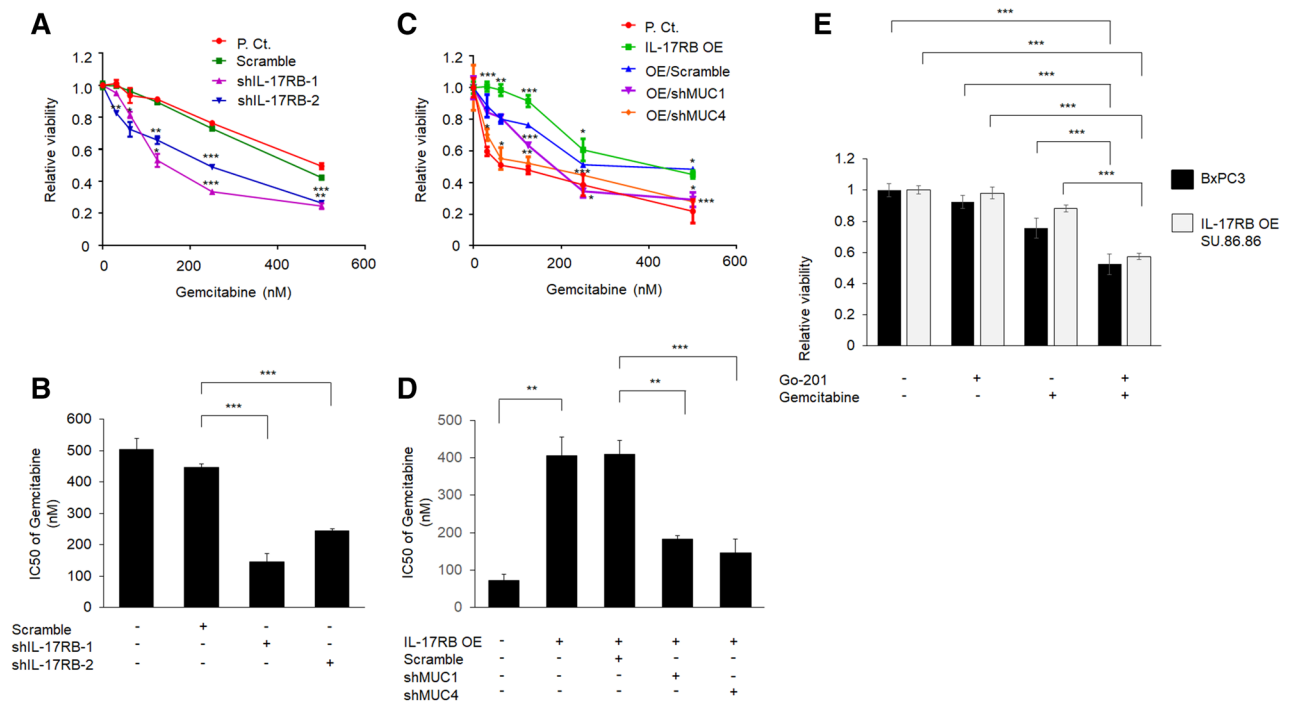 A
P. Ct.
Scramble
shIL-17RB-1
shIL-17RB-2
Relative viability
1.2
1.0
0.8
0.6
0.4
0.2
0
** * ** * *** *** *** **
0 200 400 600
Gemcitabine (nM)
B
*** ***
IC50 of Gemcitabine
(nM)
600
500
400
300
200
100
0
Scramble - + - -
shIL-17RB-1 - - + -
shIL-17RB-2 - - - +
C
P. Ct.
IL-17RB OE
OE/Scramble
OE/shMUC1
OE/shMUC4
Relative viability
1.2
1.0
0.8
0.6
0.4
0.2
0
*** ** *** * * * * *** ** *** * * ***
0 200 400 600
Gemcitabine (nM)
D
** ** ***
IC50 of Gemcitabine
(nM)
500
400
300
200
100
0
IL-17RB OE - + + + +
Scramble - - + - -
shMUC1 - - - + -
shMUC4 - - - - +
E
***
***
***
***
***
***
Relative viability
1.2
1
0.8
0.6
0.4
0.2
0
BxPC3
IL-17RB OE
SU.86.86
Go-201 - + - +
Gemcitabine - - + +